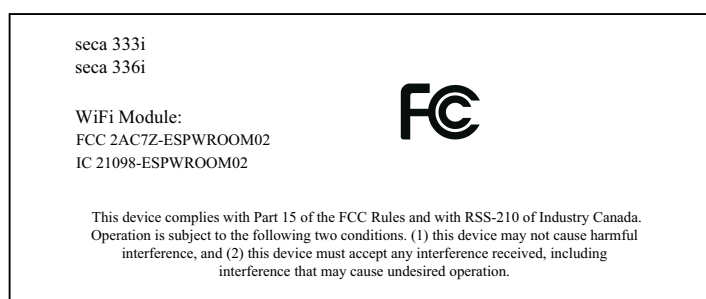 seca 333i
seca 336i
WiFi Module:
FCC 2AC7Z-ESPWROOM02
IC 21098-ESPWROOM02
FC
This device complies with Part 15 of the FCC Rules and with RSS-210 of Industry Canada.
Operation is subject to the following two conditions. (1) this device may not cause harmful
interference, and (2) this device must accept any interference received, including
interference that may cause undesired operation.